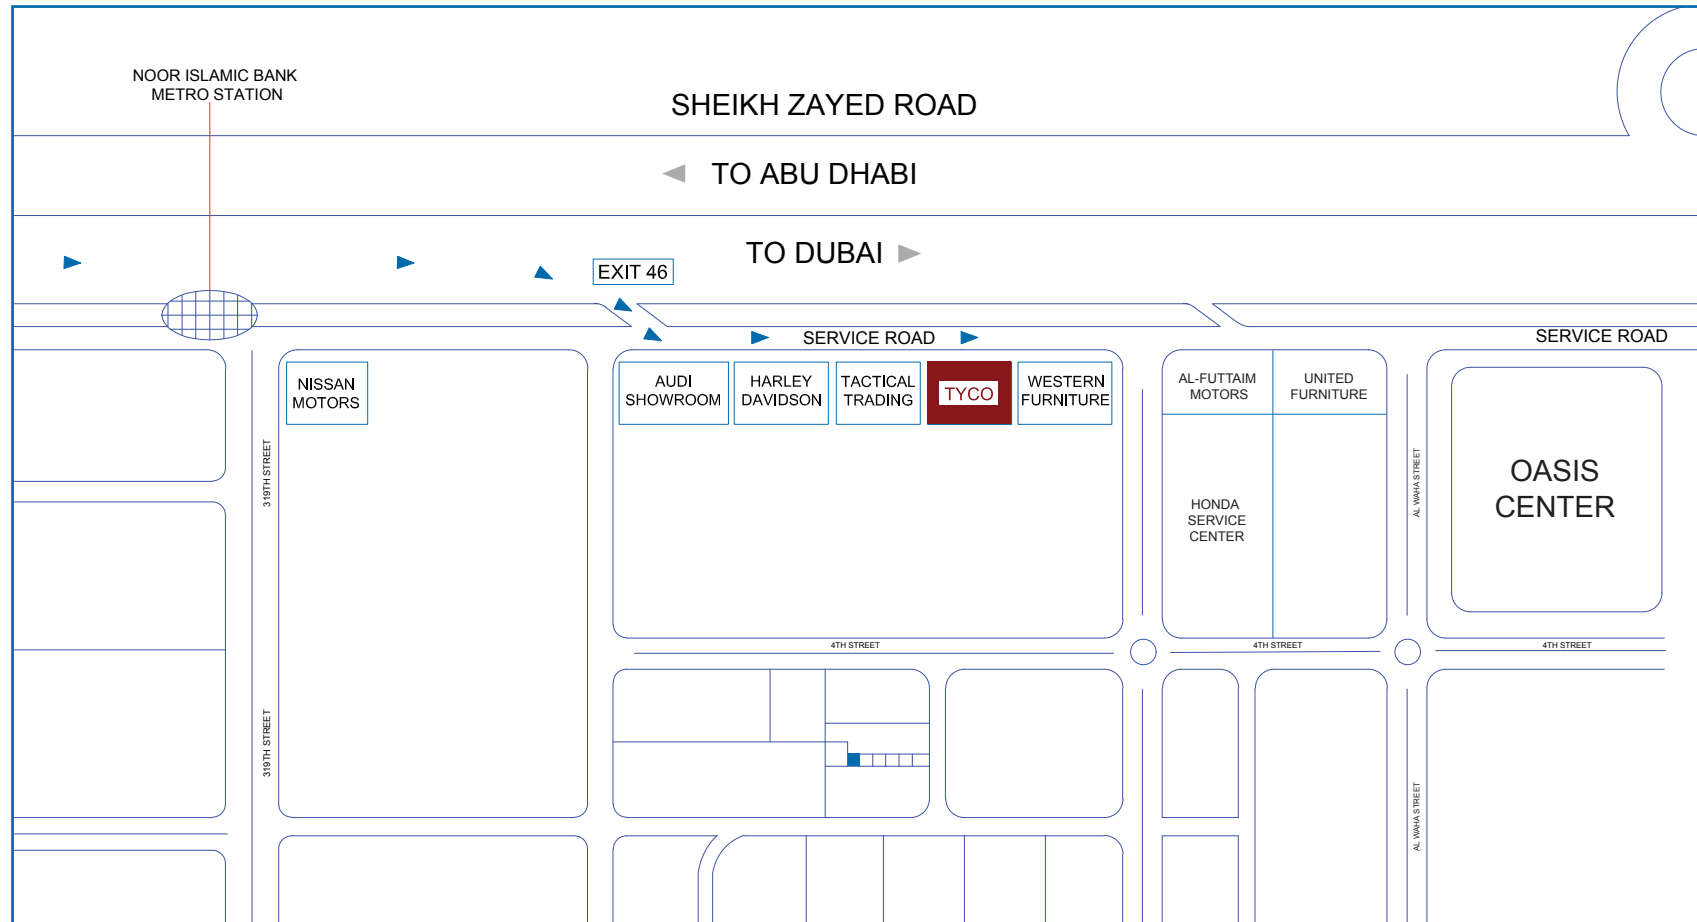 NOOR ISLAMIC BANK
METRO STATION
SHEIKH ZAYED ROAD
TO ABU DHABI
TO DUBAI
EXIT 46
SERVICE ROAD
SERVICE ROAD
NISSAN
MOTORS
AUDI
SHOWROOM
HARLEY
DAVIDSON
TACTICAL
TRADING
TYCO
WESTERN
FURNITURE
AL-FUTTAIM
MOTORS
UNITED
FURNITURE
319TH STREET
AL WAHA STREET
OASIS
CENTER
HONDA
SERVICE
CENTER
4TH STREET
4TH STREET
4TH STREET
319TH STREET
AL WAHA STREET